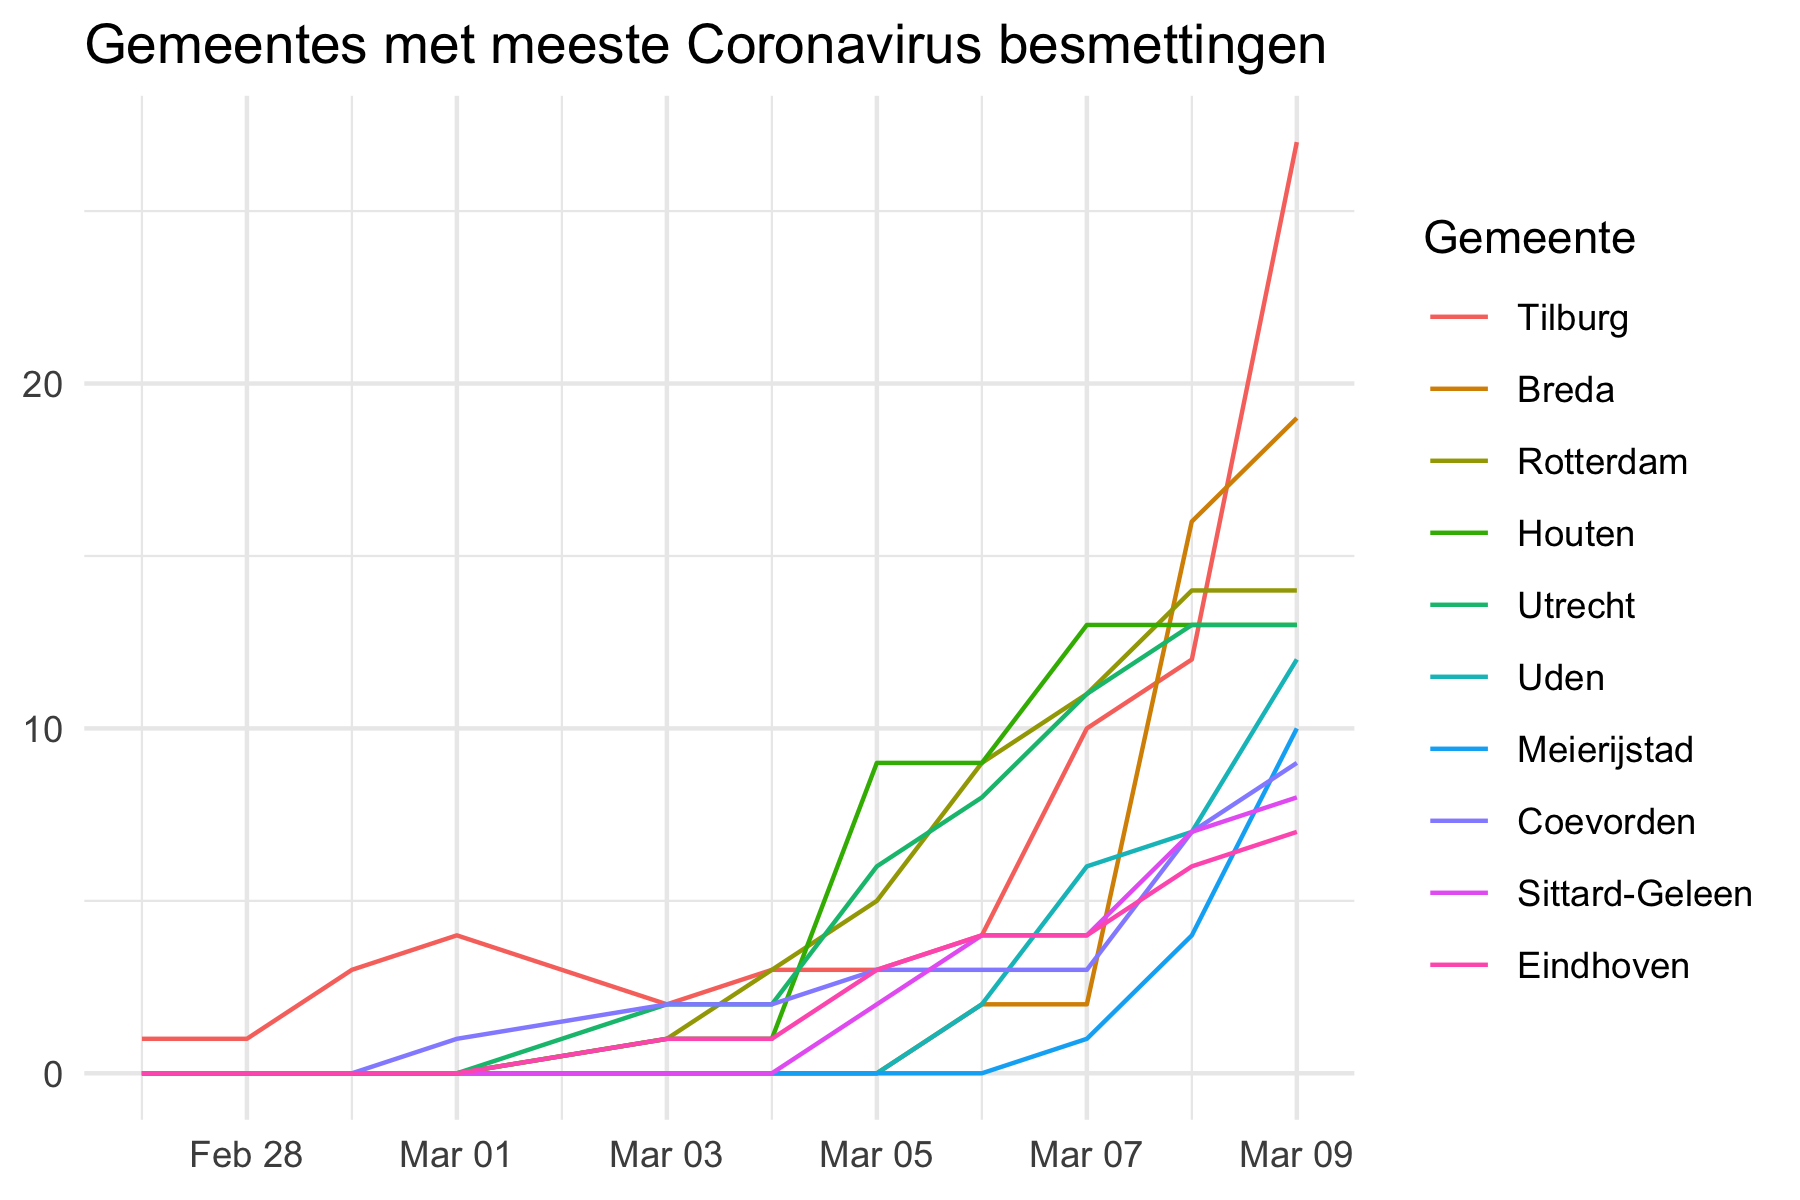 Gemeentes met meeste Coronavirus besmettingen
20
10
0
Feb 28
Mar 01
Mar 03
Mar 05
Mar 07
Mar 09
Gemeente
Tilburg
Breda
Rotterdam
Houten
Utrecht
Uden
Meierijstad
Coevorden
Sittard-Geleen
Eindhoven